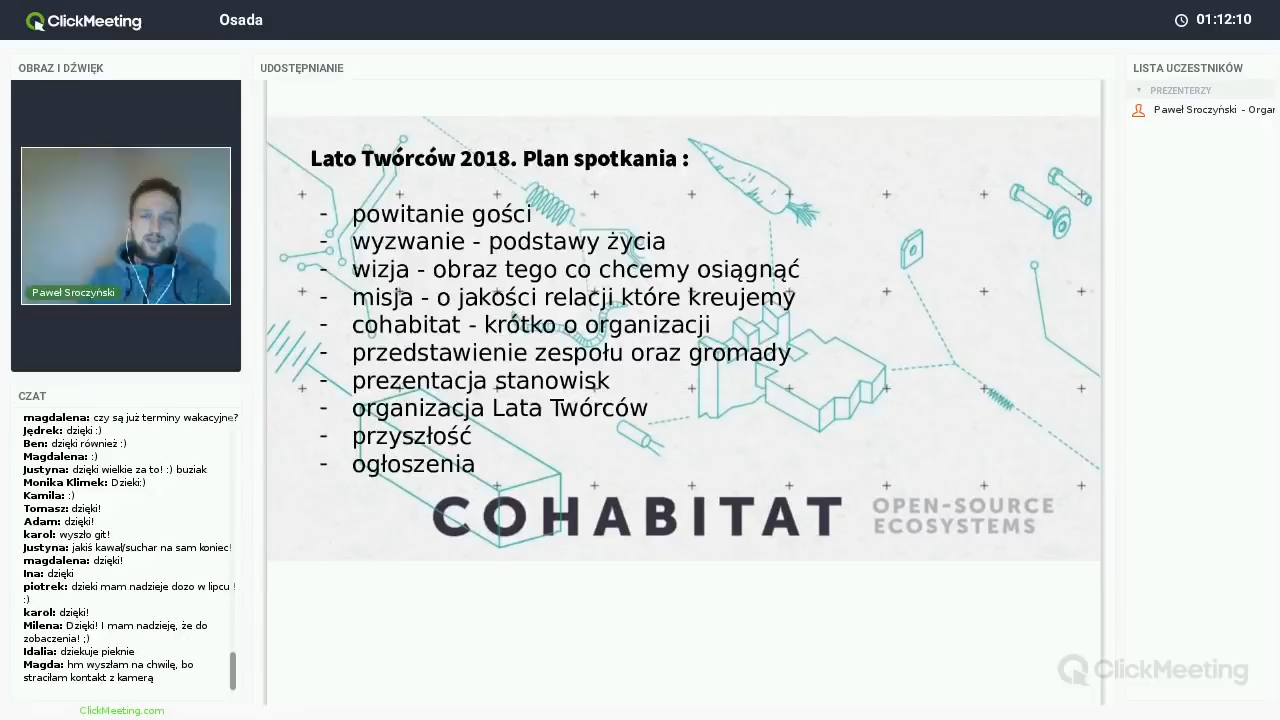 ClickMeeting
Osada
01:12:10
OBRAZ I DŹWIĘK
UDOSTĘPNIANIE
LISTA UCZESTNIKÓW
PREZENTERZY
Paweł Sroczyński - Organ
Paweł Sroczyński
Lato Twórców 2018. Plan spotkania :
- powitanie gości
- wyzwanie - podstawy życia
- wizja - obraz tego co chcemy osiągnąć
- misja - o jakości relacji które kreujemy
- cohabitat - krótko o organizacji
- przedstawienie zespołu oraz gromady
- prezentacja stanowisk
- organizacja Lata Twórców
- przyszłość
- ogłoszenia
COHABITAT
OPEN-SOURCE
ECOSYSTEMS
CZAT
magdalena: czy są już terminy wakacyjne?
Jędrek: dzięki :)
Ben: dzięki również :)
Magdalena: :)
Justyna: dzięki wielkie za to! :) buziak
Monika Klimek: Dzieki:)
Kamila: :)
Tomasz: dzięki!
Adam: dzięki!
karol: wyszło git!
Justyna: jakiś kawał/suchar na sam koniec!
magdalena: dzięki!
Ina: dzięki
piotrek: dzieki mam nadzieje dozo w lipcu !
:)
karol: dzięki!
Milena: Dzięki! I mam nadzieję, że do
zobaczenia! ;)
Idalia: dziekuje pieknie
Magda: hm wyszłam na chwilę, bo
straciłam kontakt z kamerą
ClickMeeting.com
ClickMeeting